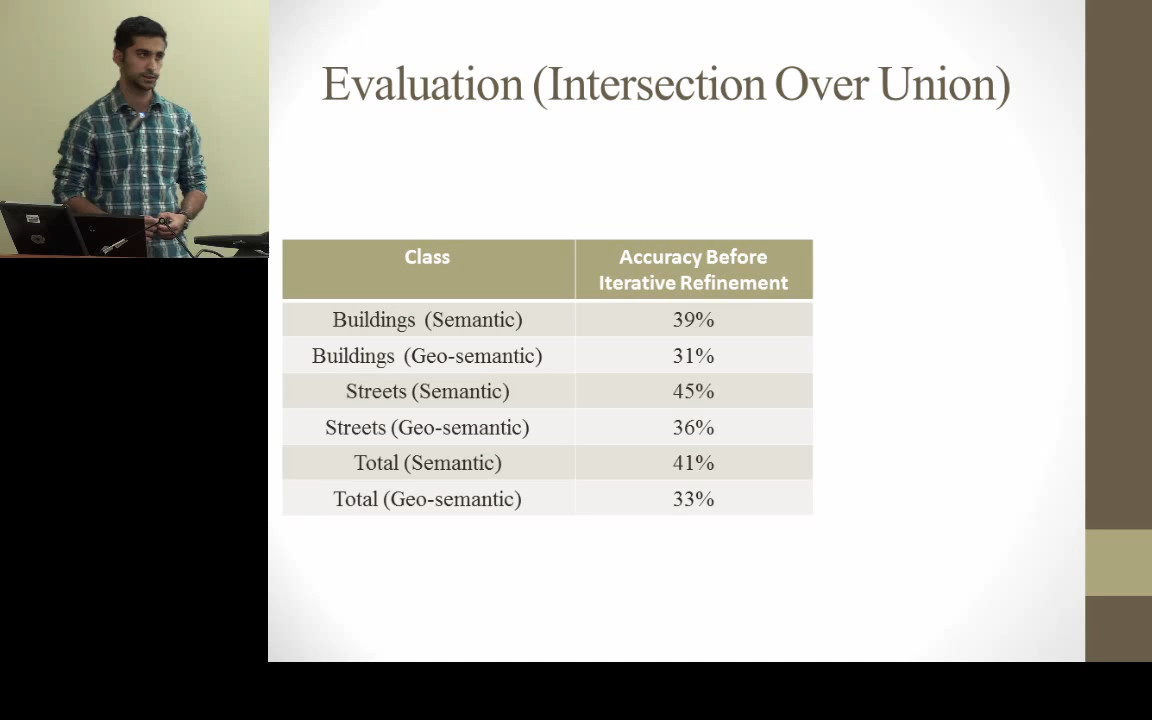 Evaluation (Intersection Over Union)
Class
Accuracy Before
Iterative Refinement
Buildings (Semantic) 39%
Buildings (Geo-semantic) 31%
Streets (Semantic) 45%
Streets (Geo-semantic) 36%
Total (Semantic) 41%
Total (Geo-semantic) 33%